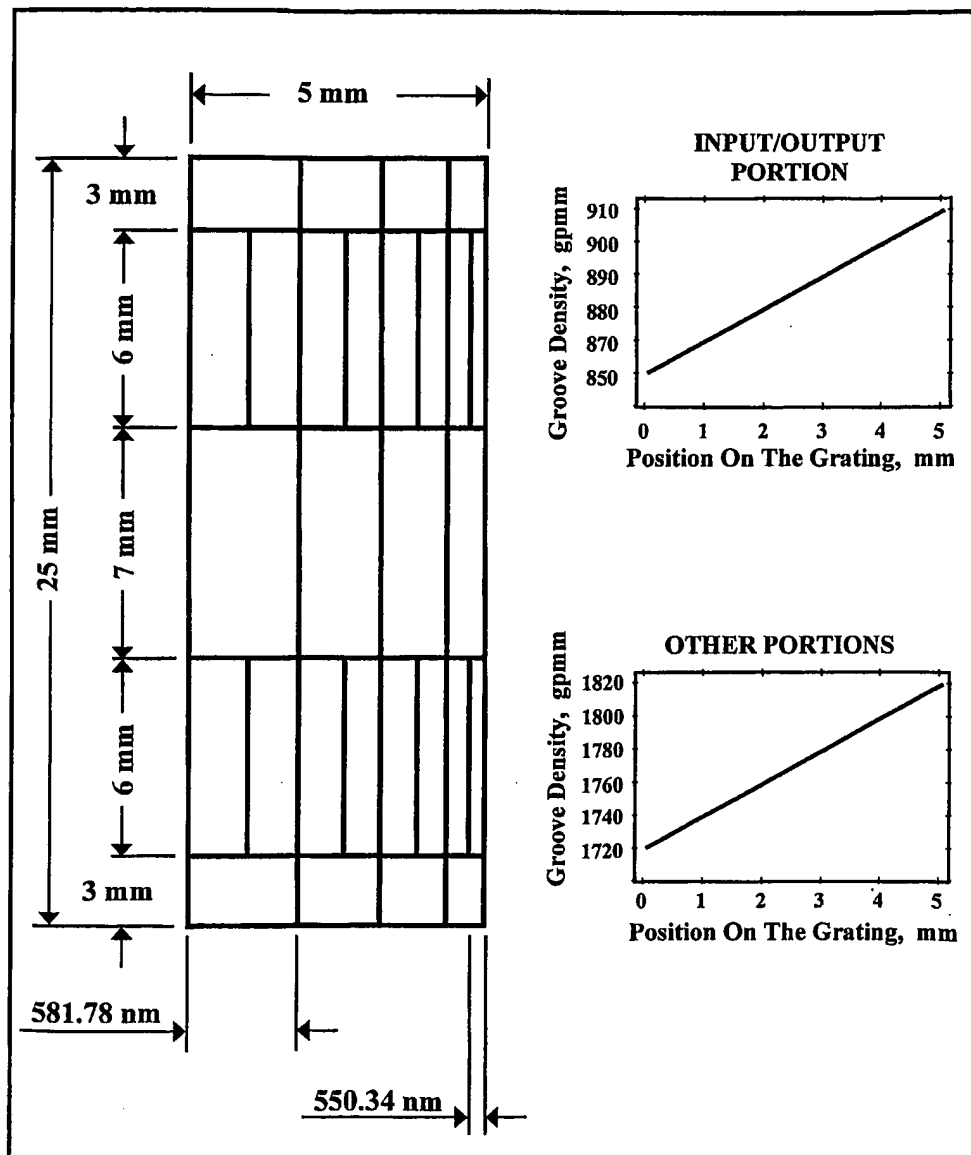 5 mm
3 mm
6 mm
7 mm
25 mm
6 mm
3 mm
581.78 nm
550.34 nm
INPUT/OUTPUT
PORTION
Groove Density, gpmm
910
900
890
880
870
850
0 1 2 3 4 5
Position On The Grating, mm
OTHER PORTIONS
Groove Density, gpmm
1820
1800
1780
1760
1740
1720
0 1 2 3 4 5
Position On The Grating, mm